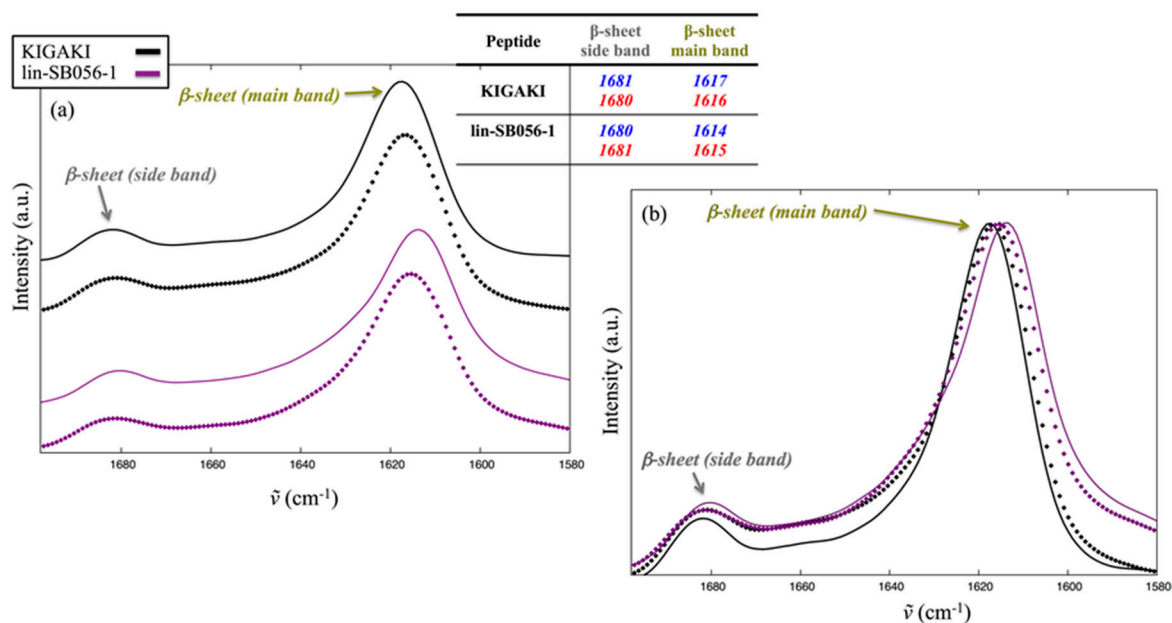 KIGAKI
lin-SB056-1
Peptide β-sheet side band β-sheet main band
KIGAKI 1681 1617
1680 1616
lin-SB056-1 1680 1614
1681 1615
(a)
β-sheet (main band)
β-sheet (side band)
Intensity (a.u.)
1680 1660 1640 1620 1600 1580
ṽ (cm⁻¹)
(b)
β-sheet (main band)
β-sheet (side band)
Intensity (a.u.)
1680 1660 1640 1620 1600 1580
ṽ (cm⁻¹)